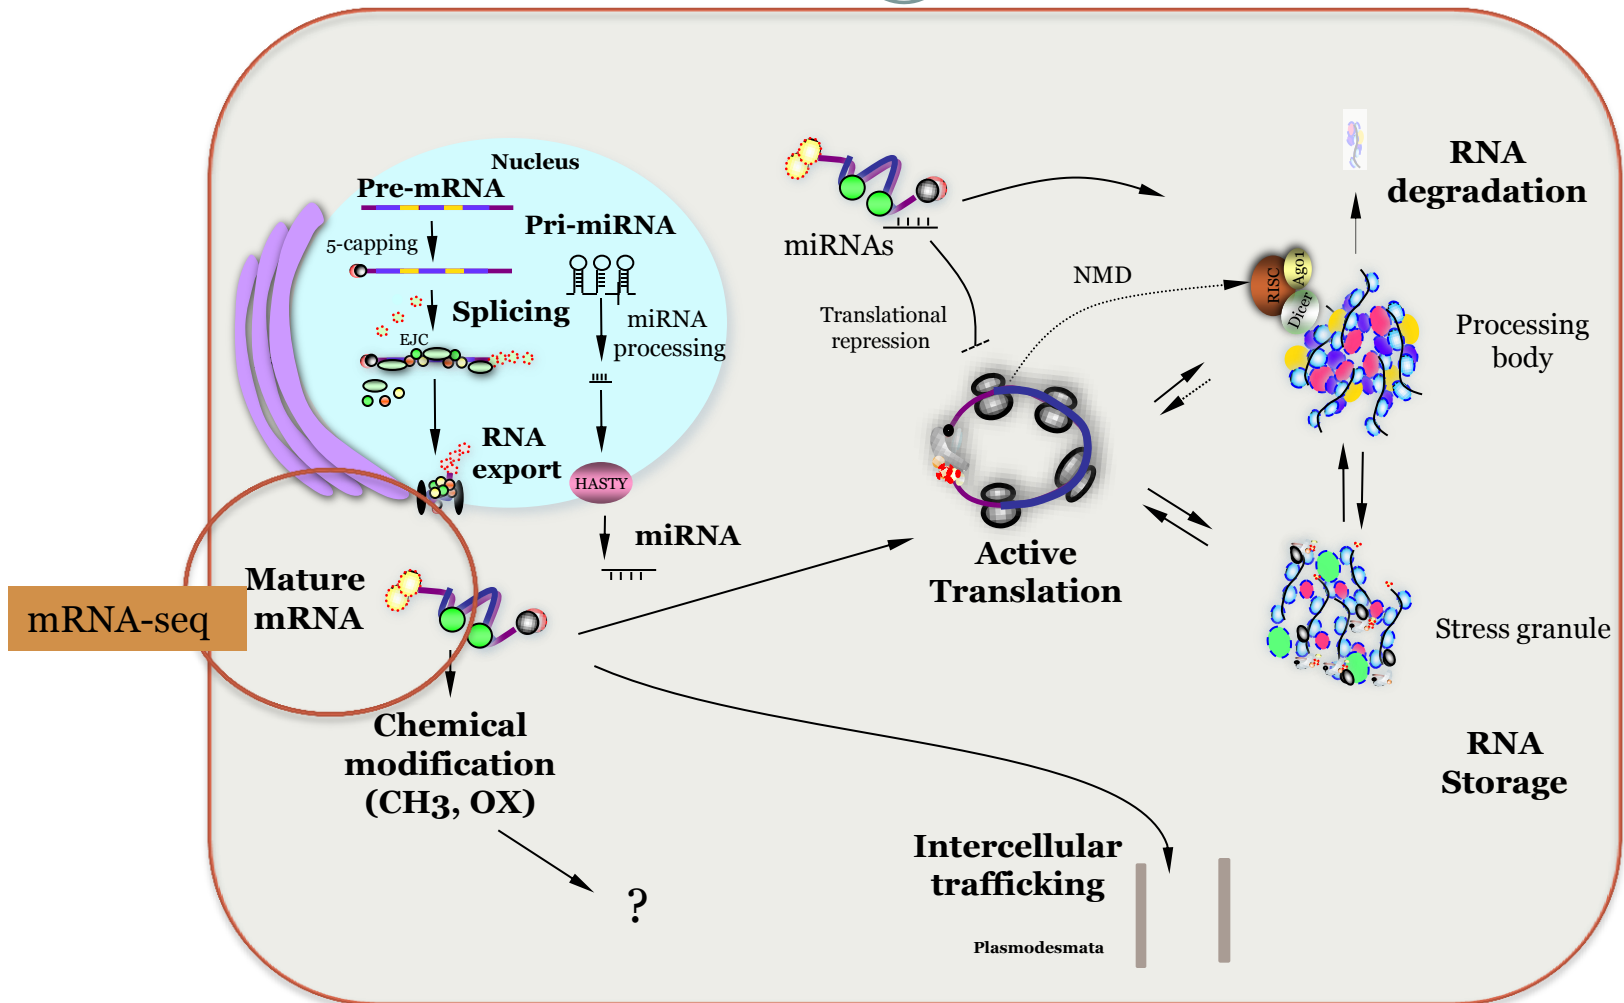 Nucleus
Pre-mRNA
5-capping
Pri-miRNA
Splicing
EJC
miRNA
processing
RNA
export
HASTY
miRNA
mRNA-seq
Mature
mRNA
Chemical
modification
(CH3, OX)
?
miRNAs
Translational
repression
NMD
Active
Translation
RISC
Ago1
Dicer
RNA
degradation
Processing
body
Stress granule
RNA
Storage
Intercellular
trafficking
Plasmodesmata